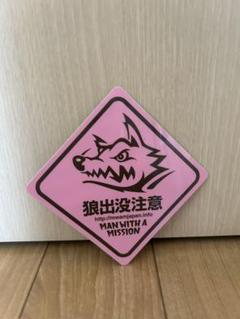 狼出没注意
http://mwamjapan.info
MAN WITH A
MISSION